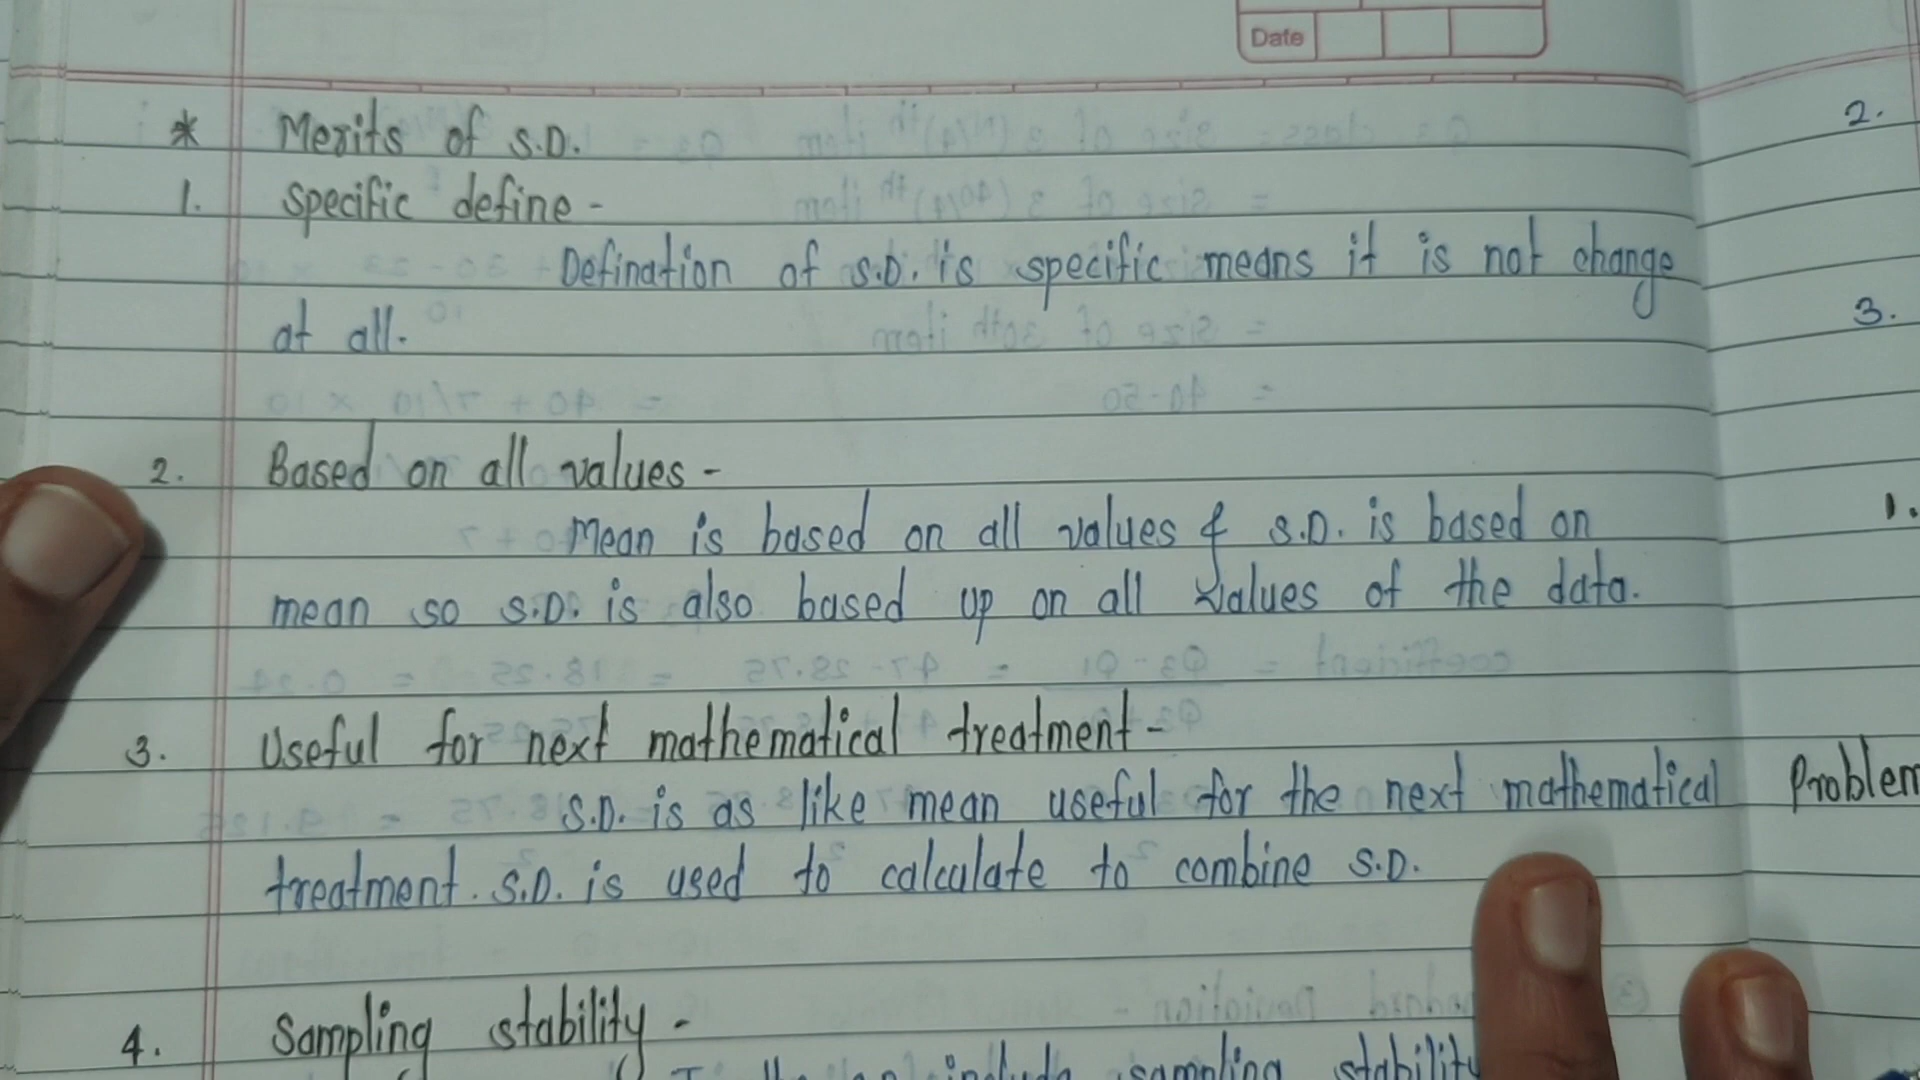 Date
* Merits of S.D.
1. Specific define -
Defination of S.D. is specific means it is not change
at all.
2. Based on all values -
Mean is based on all values & S.D. is based on
mean so S.D. is also based up on all values of the data.
3. Useful for next mathematical treatment -
S.D. is as like mean useful for the next mathematical
treatment. S.D. is used to calculate to combine S.D.
4. Sampling stability -
include sampling stability
2.
3.
1.
Problem